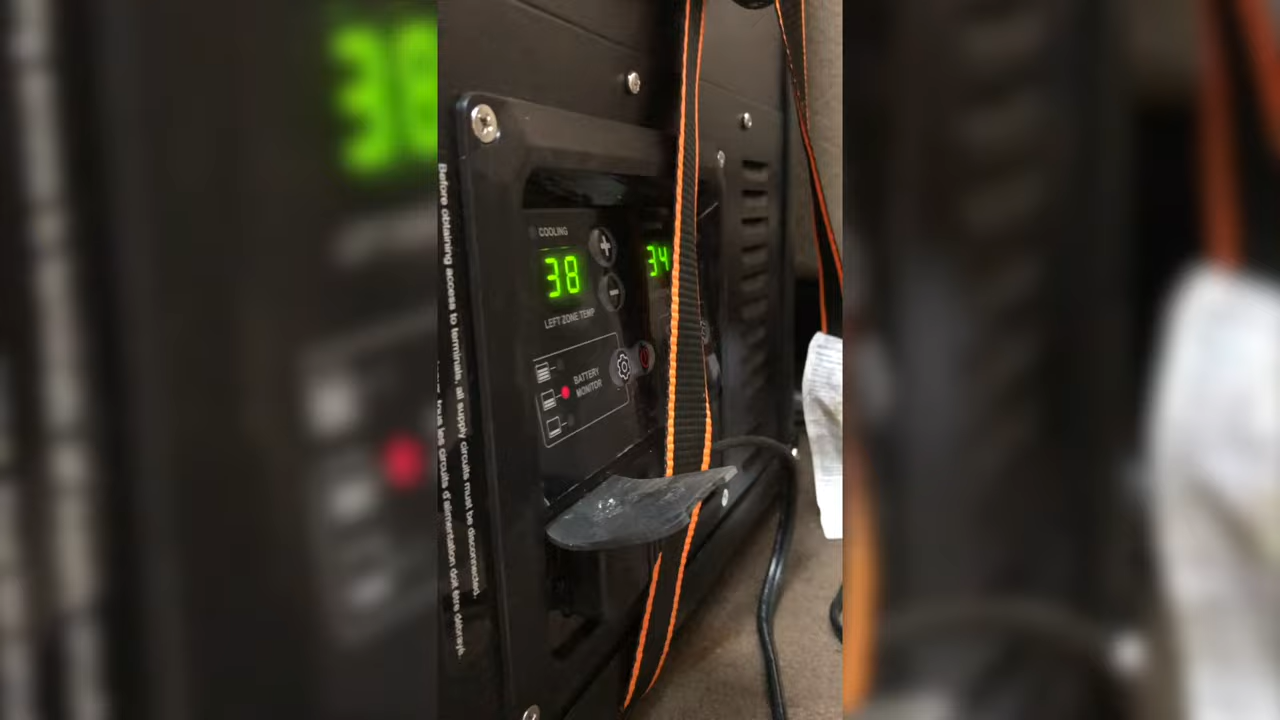 COOLING
38
34
LEFT ZONE TEMP
BATTERY
MONITOR
Before obtaining access to terminals, all supply circuits must be disconnected.
tous les circuits d'alimentation doit être